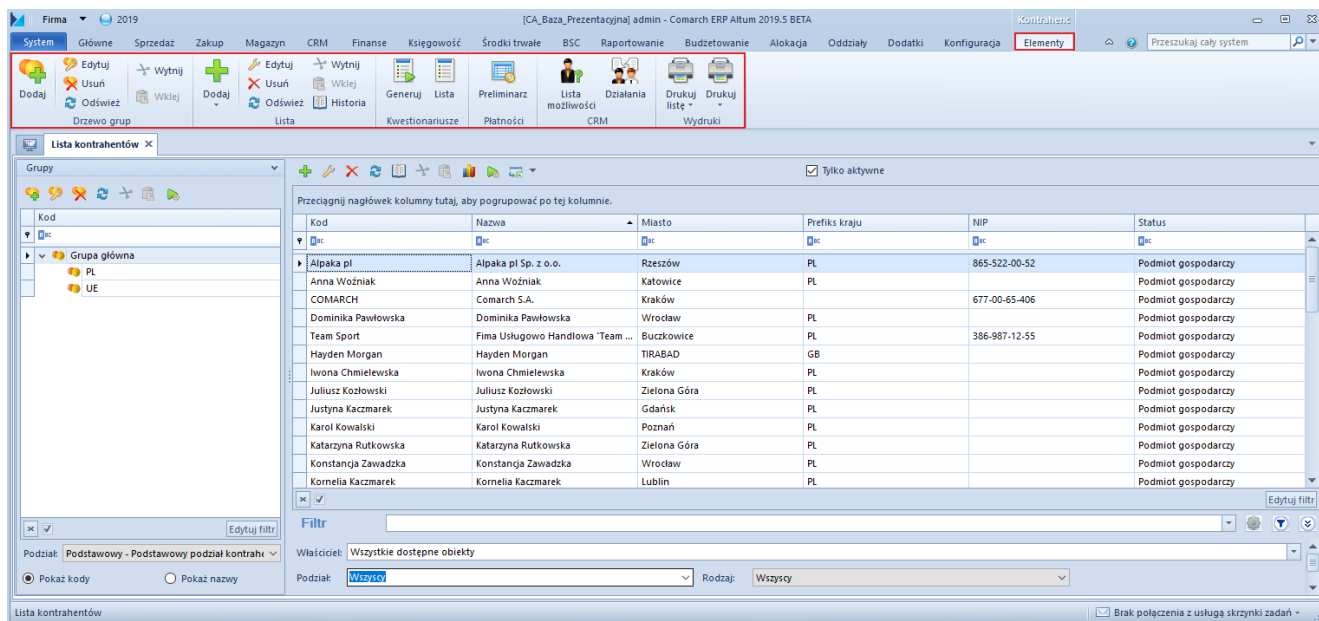 Firma 2019 [CA_Baza_Prezentacyjna] admin - Comarch ERP Altum 2019.5 BETA Kontrahenc
System Główne Sprzedaż Zakup Magazyn CRM Finanse Księgowość Środki trwałe BSC Raportowanie Budżetowanie Alokacja Oddziały Dodatki Konfiguracja Elementy Przeszukaj cały system
Dodaj Edytuj Usuń Odśwież Wytnij Wklej
Dodaj Edytuj Usuń Odśwież Wytnij Wklej Historia
Generuj Lista Preliminarz Lista możliwości Działania Drukuj listę Drukuj
Drzewo grup Lista Kwestionariusze Płatności CRM Wydruki
Lista kontrahentów
Grupy
Kod
Grupa główna
PL
UE
Edytuj filtr
Podział: Podstawowy - Podstawowy podział kontrahe
Pokaż kody Pokaż nazwy
Tylko aktywne
Przeciągnij nagłówek kolumny tutaj, aby pogrupować po tej kolumnie.
Kod Nazwa Miasto Prefiks kraju NIP Status
Alpaka pl Alpaka pl Sp. z o.o. Rzeszów PL 865-522-00-52 Podmiot gospodarczy
Anna Woźniak Anna Woźniak Katowice PL Podmiot gospodarczy
COMARCH Comarch S.A. Kraków 677-00-65-406 Podmiot gospodarczy
Dominika Pawłowska Dominika Pawłowska Wrocław PL Podmiot gospodarczy
Team Sport Fima Usługowo Handlowa 'Team ... Buczkowice PL 386-987-12-55 Podmiot gospodarczy
Hayden Morgan Hayden Morgan TIRABAD GB Podmiot gospodarczy
Iwona Chmielewska Iwona Chmielewska Kraków PL Podmiot gospodarczy
Juliusz Kozłowski Juliusz Kozłowski Zielona Góra PL Podmiot gospodarczy
Justyna Kaczmarek Justyna Kaczmarek Gdańsk PL Podmiot gospodarczy
Karol Kowalski Karol Kowalski Poznań PL Podmiot gospodarczy
Katarzyna Rutkowska Katarzyna Rutkowska Zielona Góra PL Podmiot gospodarczy
Konstancja Zawadzka Konstancja Zawadzka Wrocław PL Podmiot gospodarczy
Kornelia Kaczmarek Kornelia Kaczmarek Lublin PL Podmiot gospodarczy
Edytuj filtr
Filtr
Właściciel: Wszystkie dostępne obiekty
Podział: Wszyscy Rodzaj: Wszyscy
Lista kontrahentów Brak połączenia z usługą skrzynki zadań